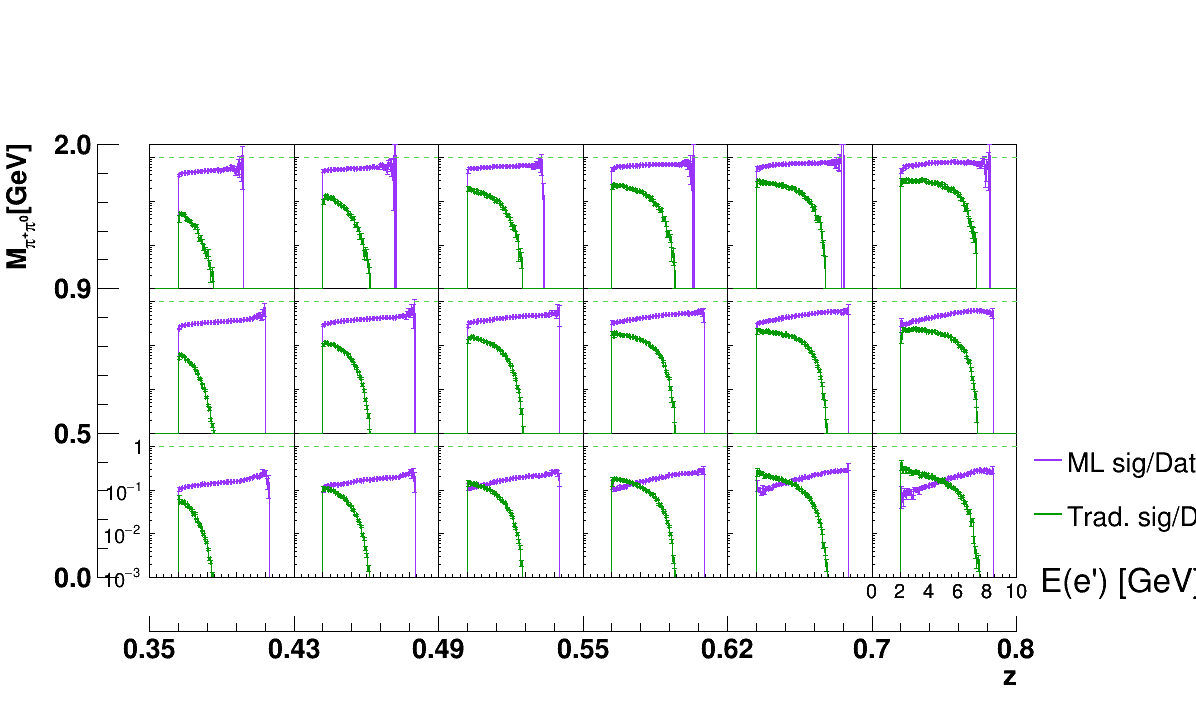 2.0
M π⁺π⁰ [GeV]
0.9
0.5
1
10⁻¹
ML sig/Dat
10⁻²
Trad. sig/D
0.0
10⁻³
0 2 4 6 8 10
E(e') [GeV]
0.35 0.43 0.49 0.55 0.62 0.7 0.8
z